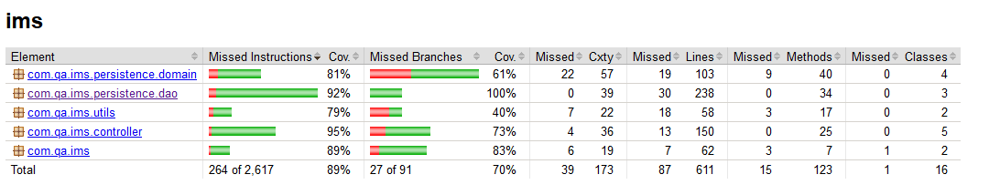 ims
Element Missed Instructions Cov. Missed Branches Cov. Missed Cxty Missed Lines Missed Methods Missed Classes
com.qa.ims.persistence.domain 81% 61% 22 57 19 103 9 40 0 4
com.qa.ims.persistence.dao 92% 100% 0 39 30 238 0 34 0 3
com.qa.ims.utils 79% 40% 7 22 18 58 3 17 0 2
com.qa.ims.controller 95% 73% 4 36 13 150 0 25 0 5
com.qa.ims 89% 83% 6 19 7 62 3 7 1 2
Total 264 of 2,617 89% 27 of 91 70% 39 173 87 611 15 123 1 16